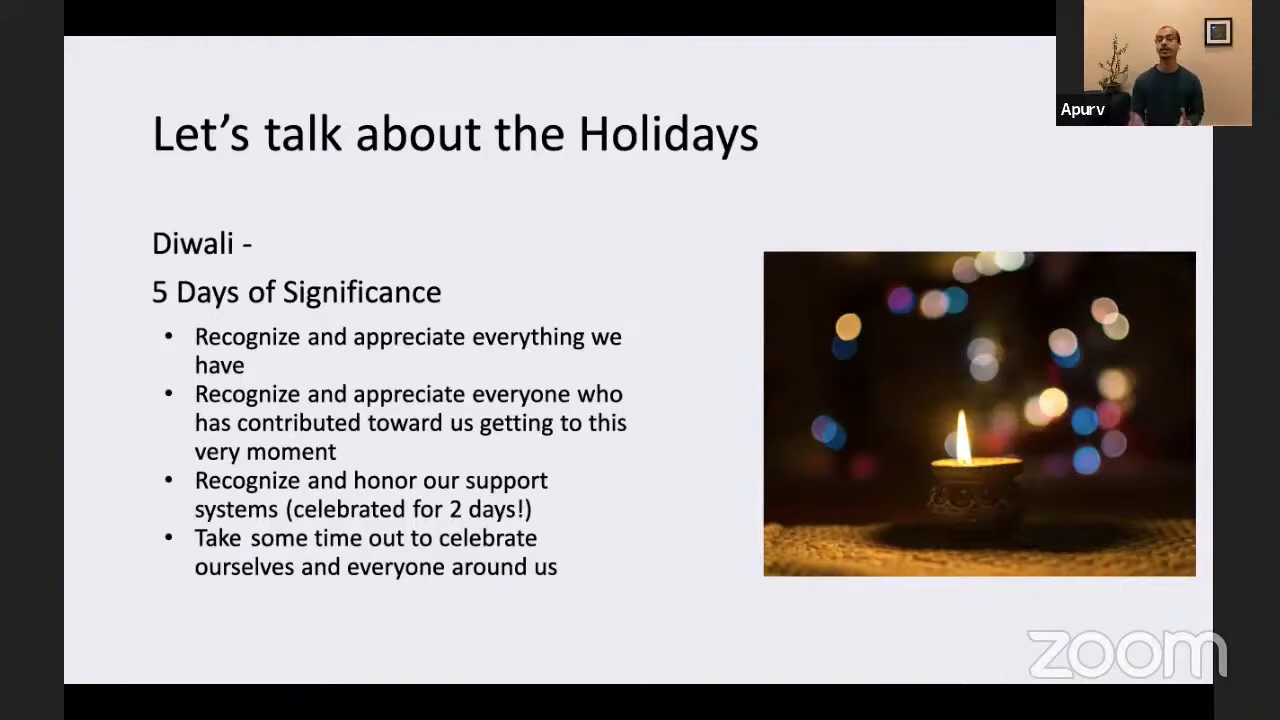 Apurv
Let’s talk about the Holidays
Diwali -
5 Days of Significance
• Recognize and appreciate everything we
have
• Recognize and appreciate everyone who
has contributed toward us getting to this
very moment
• Recognize and honor our support
systems (celebrated for 2 days!)
• Take some time out to celebrate
ourselves and everyone around us
zoom